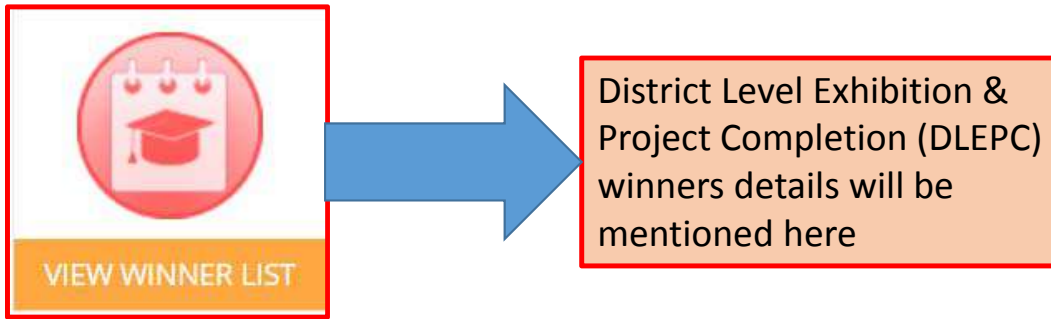 VIEW WINNER LIST
District Level Exhibition &
Project Completion (DLEPC)
winners details will be
mentioned here